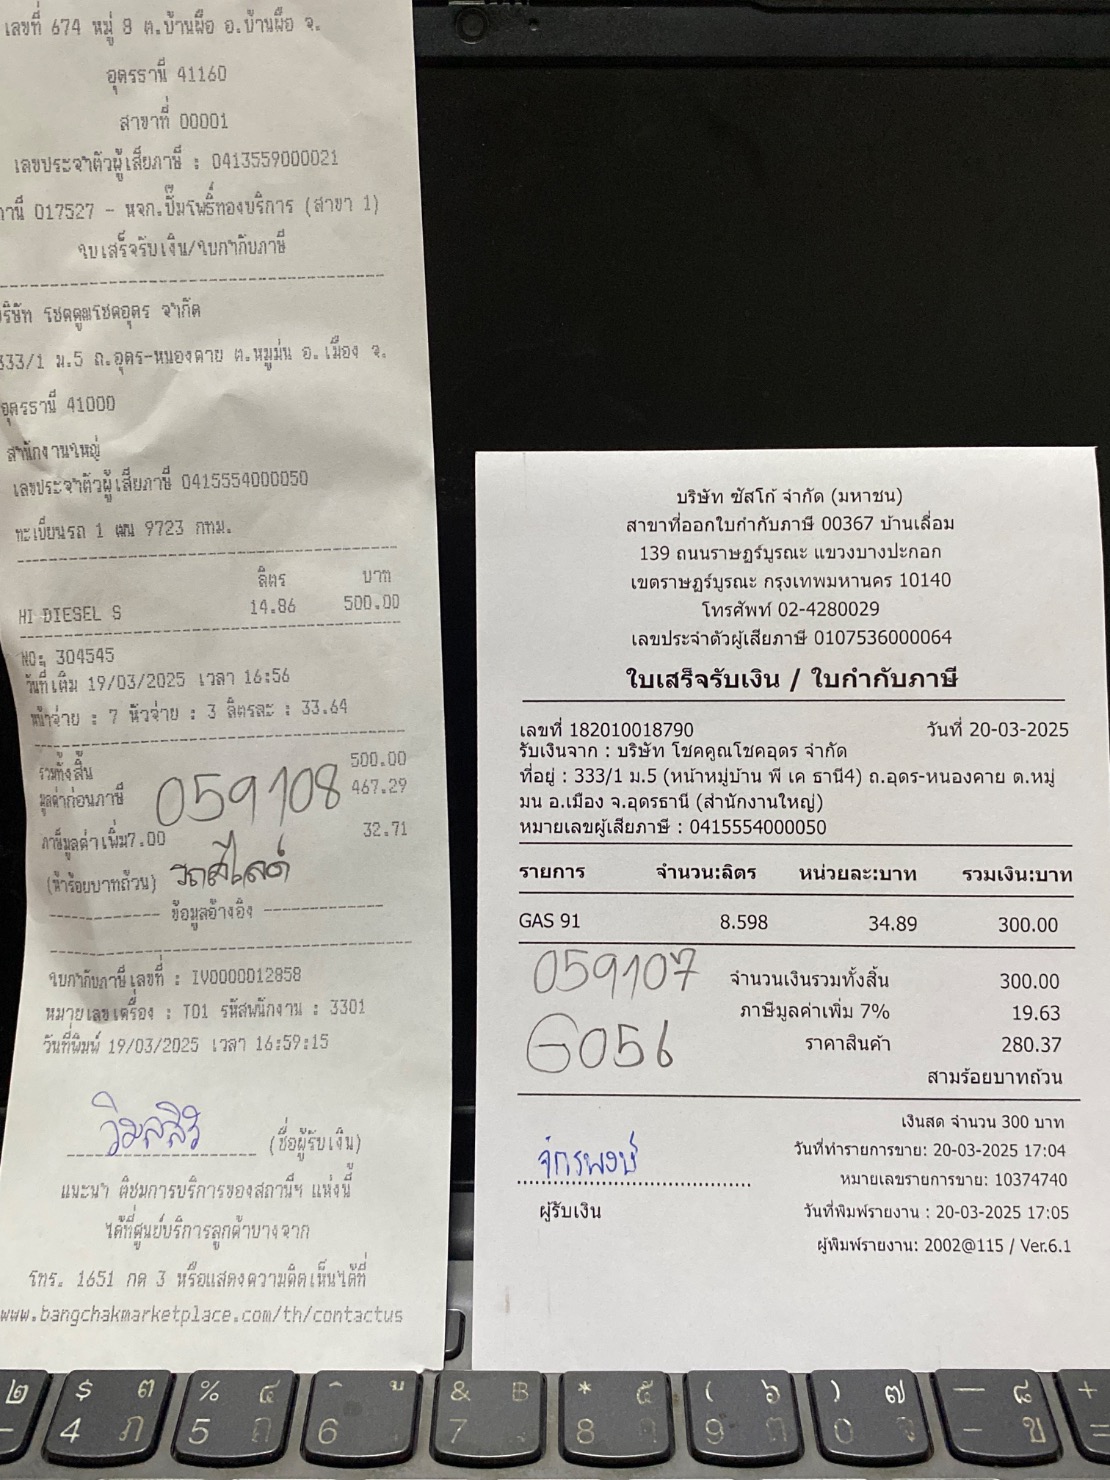 เลขที่ 674 หมู่ 8 ต.บ้านผือ อ.บ้านผือ จ.
อุดรธานี 41160
สาขาที่ 00001
เลขประจำตัวผู้เสียภาษี : 0413559000021
017527 - หจก.ปั๊มโพธิ์ทองบริการ (สาขา 1)
ใบเสร็จรับเงิน/ใบกำกับภาษี
โชคคูณโชคอุดร จำกัด
333/1 ม.5 ถ.อุดร-หนองคาย ต.หมูม่น อ.เมือง จ.
อุดรธานี 41000
สำนักงานใหญ่
เลขประจำตัวผู้เสียภาษี 0415554000050
ทะเบียนรถ 1 ฒน 9723 กทม.
ลิตร บาท
HI DIESEL S 14.86 500.00
NO: 304545
วันที่เติม 19/03/2025 เวลา 16:56
หน้าจ่าย : 7 หัวจ่าย : 3 ลิตรละ : 33.64
รวมทั้งสิ้น 500.00
มูลค่าก่อนภาษี 467.29
059108
ภาษีมูลค่าเพิ่ม7.00 32.71
(ห้าร้อยบาทถ้วน)
ข้อมูลอ้างอิง
ใบกำกับภาษีเลขที่ : IV0000012858
หมายเลขเครื่อง : T01 รหัสพนักงาน : 3301
วันที่พิมพ์ 19/03/2025 เวลา 16:59:15
(ชื่อผู้รับเงิน)
แนะนำ ติชมการบริการของสถานีฯ แห่งนี้
ได้ที่ศูนย์บริการลูกค้าบางจาก
โทร. 1651 กด 3 หรือแสดงความคิดเห็นได้ที่
www.bangchakmarketplace.com/th/contactus
บริษัท ซัสโก้ จำกัด (มหาชน)
สาขาที่ออกใบกำกับภาษี 00367 บ้านเลื่อม
139 ถนนราษฎร์บูรณะ แขวงบางปะกอก
เขตราษฎร์บูรณะ กรุงเทพมหานคร 10140
โทรศัพท์ 02-4280029
เลขประจำตัวผู้เสียภาษี 0107536000064
ใบเสร็จรับเงิน / ใบกำกับภาษี
เลขที่ 182010018790 วันที่ 20-03-2025
รับเงินจาก : บริษัท โชคคูณโชคอุดร จำกัด
ที่อยู่ : 333/1 ม.5 (หน้าหมู่บ้าน พี เค ธานี4) ถ.อุดร-หนองคาย ต.หมู
มน อ.เมือง จ.อุดรธานี (สำนักงานใหญ่)
หมายเลขผู้เสียภาษี : 0415554000050
รายการ จำนวน:ลิตร หน่วยละ:บาท รวมเงิน:บาท
GAS 91 8.598 34.89 300.00
059107
จำนวนเงินรวมทั้งสิ้น 300.00
ภาษีมูลค่าเพิ่ม 7% 19.63
G056
ราคาสินค้า 280.37
สามร้อยบาทถ้วน
เงินสด จำนวน 300 บาท
จักรพงษ์
วันที่ทำรายการขาย: 20-03-2025 17:04
หมายเลขรายการขาย: 10374740
ผู้รับเงิน
วันที่พิมพ์รายงาน : 20-03-2025 17:05
ผู้พิมพ์รายงาน: 2002@115 / Ver.6.1
๒ $ ๓ % ๔ ฺ ู & ฿ * ๕ ( ๖ ) ๗ — ๘ +
- 4 ภ 5 ถ 6 7 8 ค 9 ต 0 จ - ข =